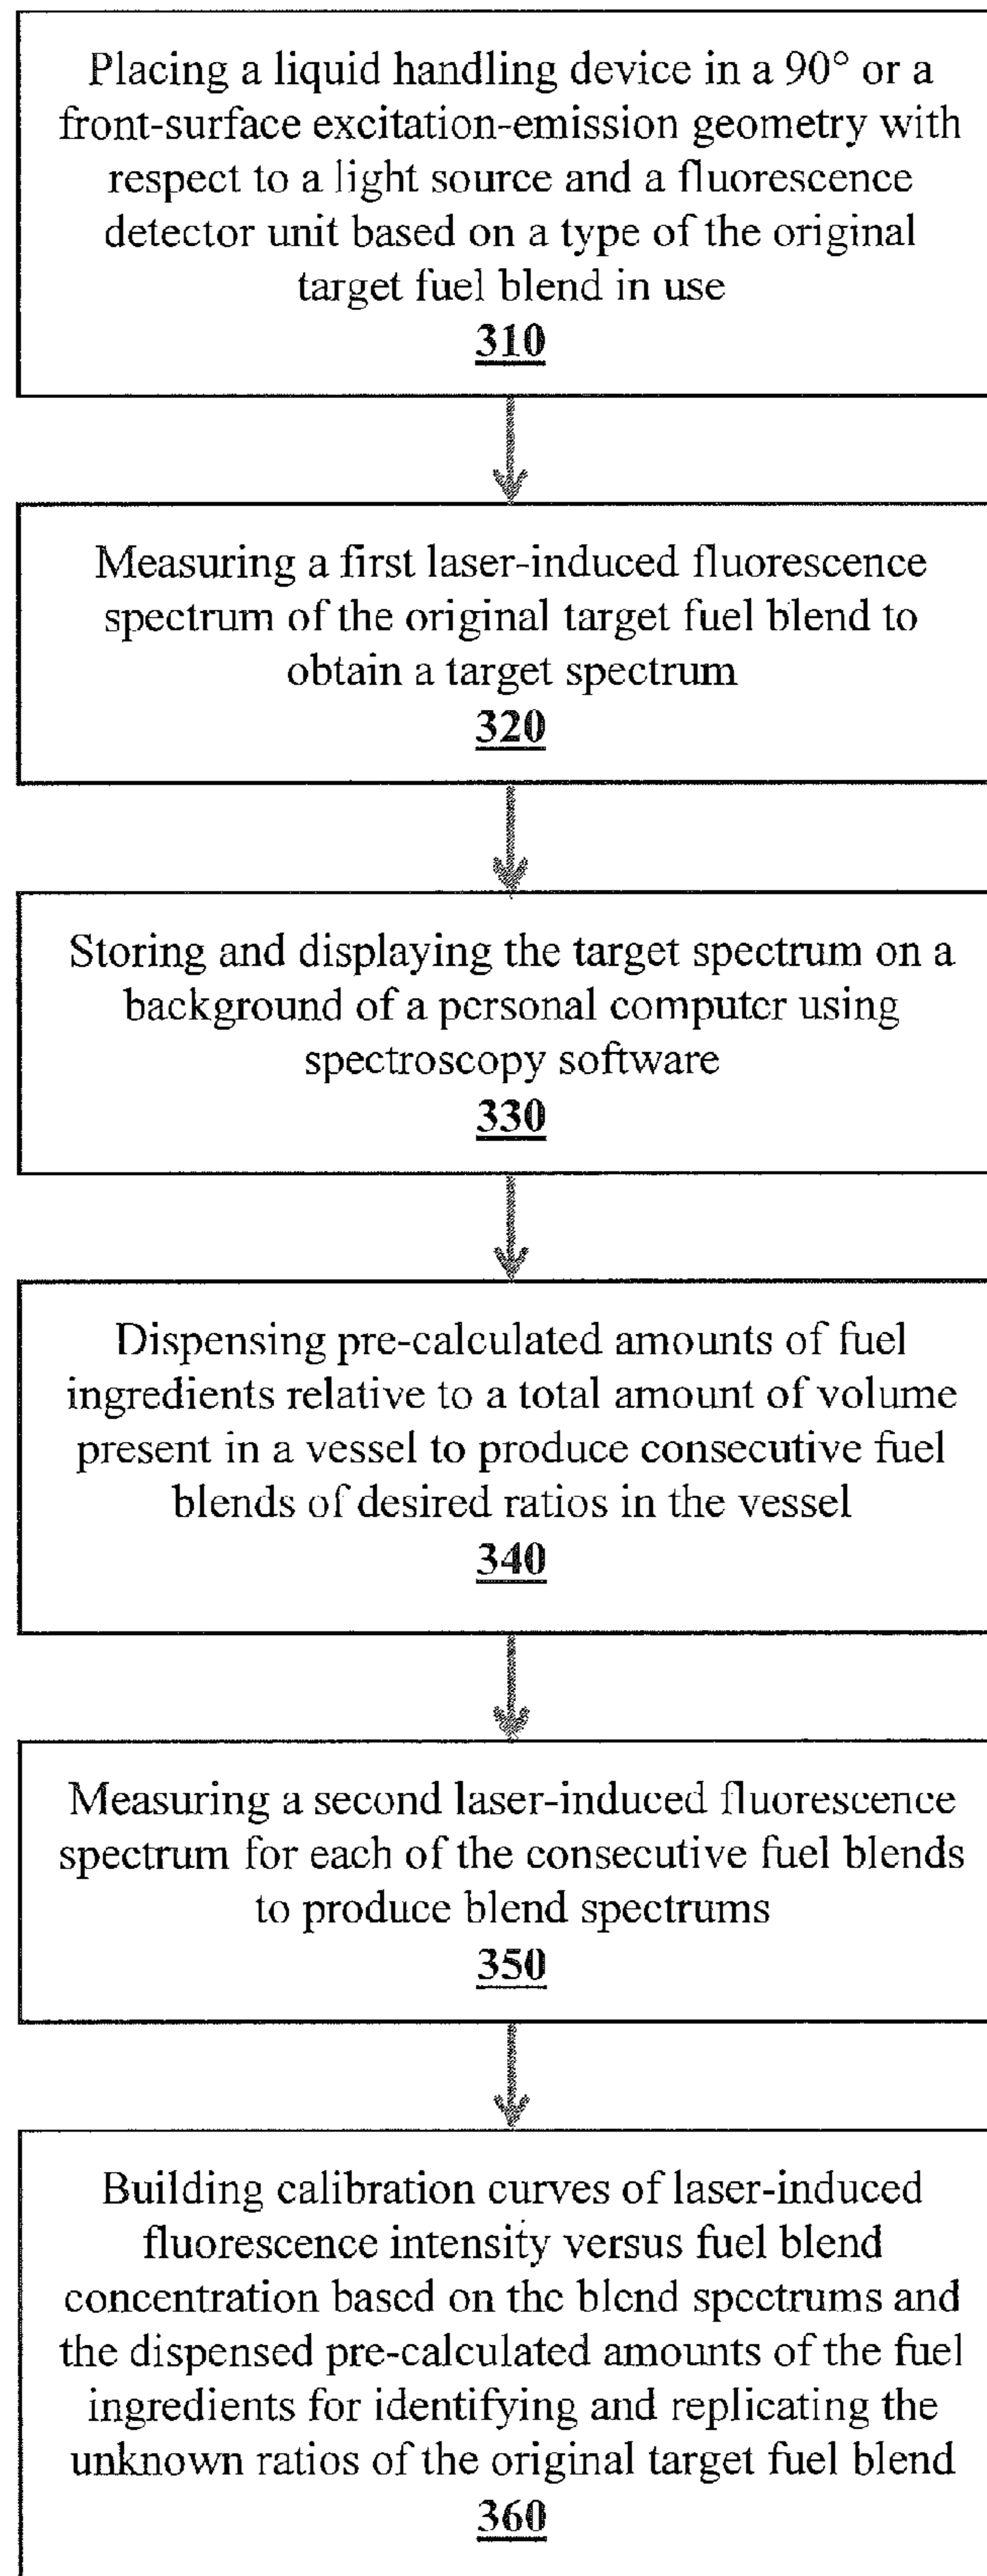 Placing a liquid handling device in a 90° or a
front-surface excitation-emission geometry with
respect to a light source and a fluorescence
detector unit based on a type of the original
target fuel blend in use
310
Measuring a first laser-induced fluorescence
spectrum of the original target fuel blend to
obtain a target spectrum
320
Storing and displaying the target spectrum on a
background of a personal computer using
spectroscopy software
330
Dispensing pre-calculated amounts of fuel
ingredients relative to a total amount of volume
present in a vessel to produce consecutive fuel
blends of desired ratios in the vessel
340
Measuring a second laser-induced fluorescence
spectrum for each of the consecutive fuel blends
to produce blend spectrums
350
Building calibration curves of laser-induced
fluorescence intensity versus fuel blend
concentration based on the blend spectrums and
the dispensed pre-calculated amounts of the fuel
ingredients for identifying and replicating the
unknown ratios of the original target fuel blend
360